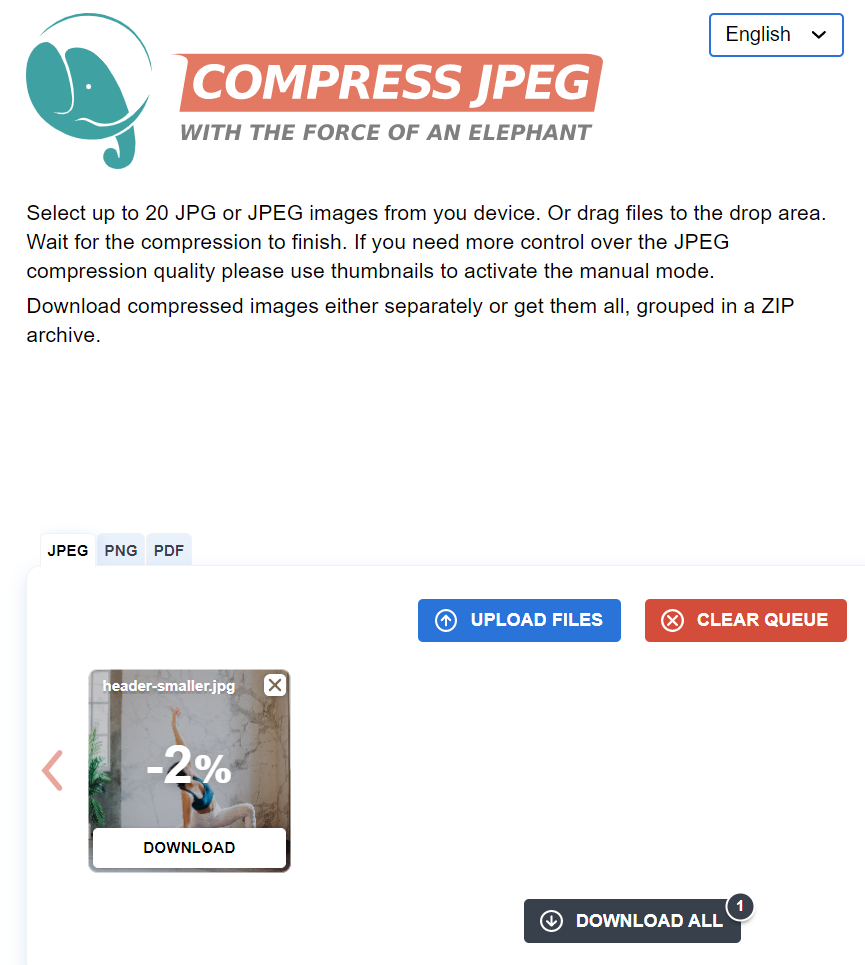 English
COMPRESS JPEG
WITH THE FORCE OF AN ELEPHANT
Select up to 20 JPG or JPEG images from you device. Or drag files to the drop area.
Wait for the compression to finish. If you need more control over the JPEG
compression quality please use thumbnails to activate the manual mode.
Download compressed images either separately or get them all, grouped in a ZIP
archive.
JPEG PNG PDF
UPLOAD FILES CLEAR QUEUE
header-smaller.jpg
-2%
DOWNLOAD
DOWNLOAD ALL 1